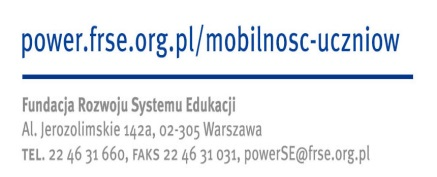 power.frse.org.pl/mobilnosc-uczniow
Fundacja Rozwoju Systemu Edukacji
Al. Jerozolimskie 142a, 02-305 Warszawa
TEL. 22 46 31 660, FAKS 22 46 31 031, powerSE@frse.org.pl